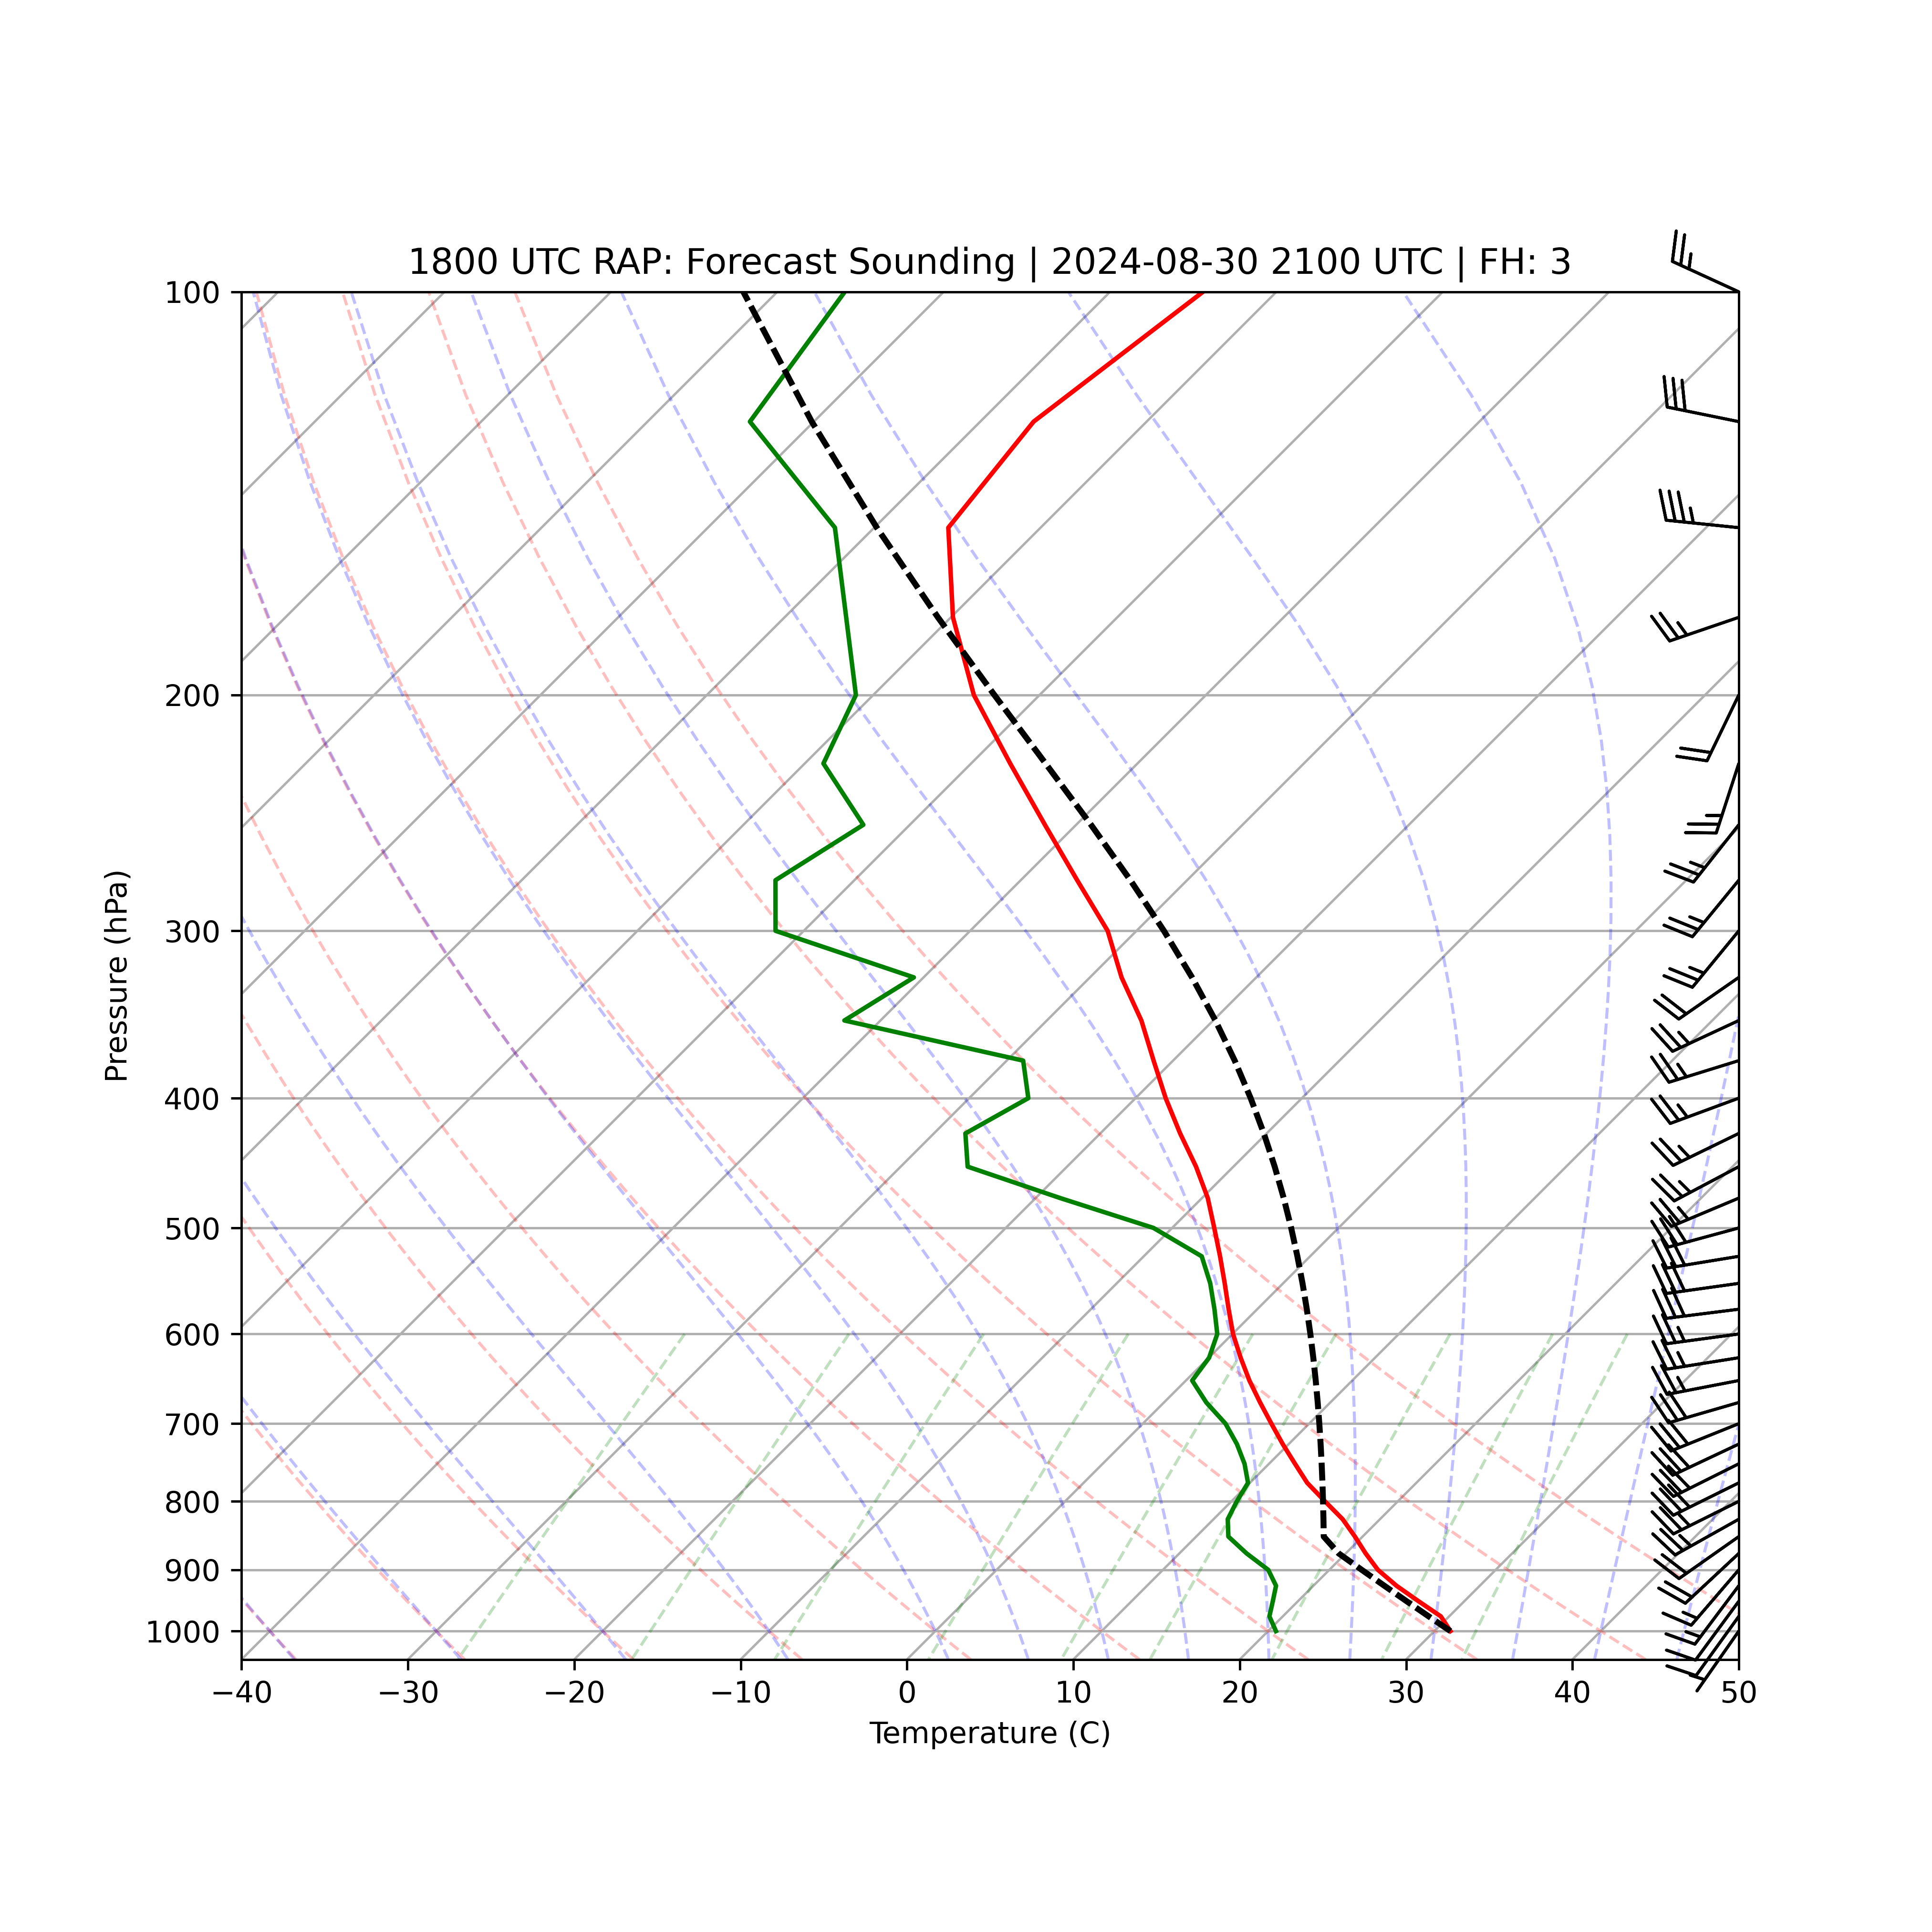 1800 UTC RAP: Forecast Sounding | 2024-08-30 2100 UTC | FH: 3
100
200
300
400
500
600
700
800
900
1000
Pressure (hPa)
−40 −30 −20 −10 0 10 20 30 40 50
Temperature (C)